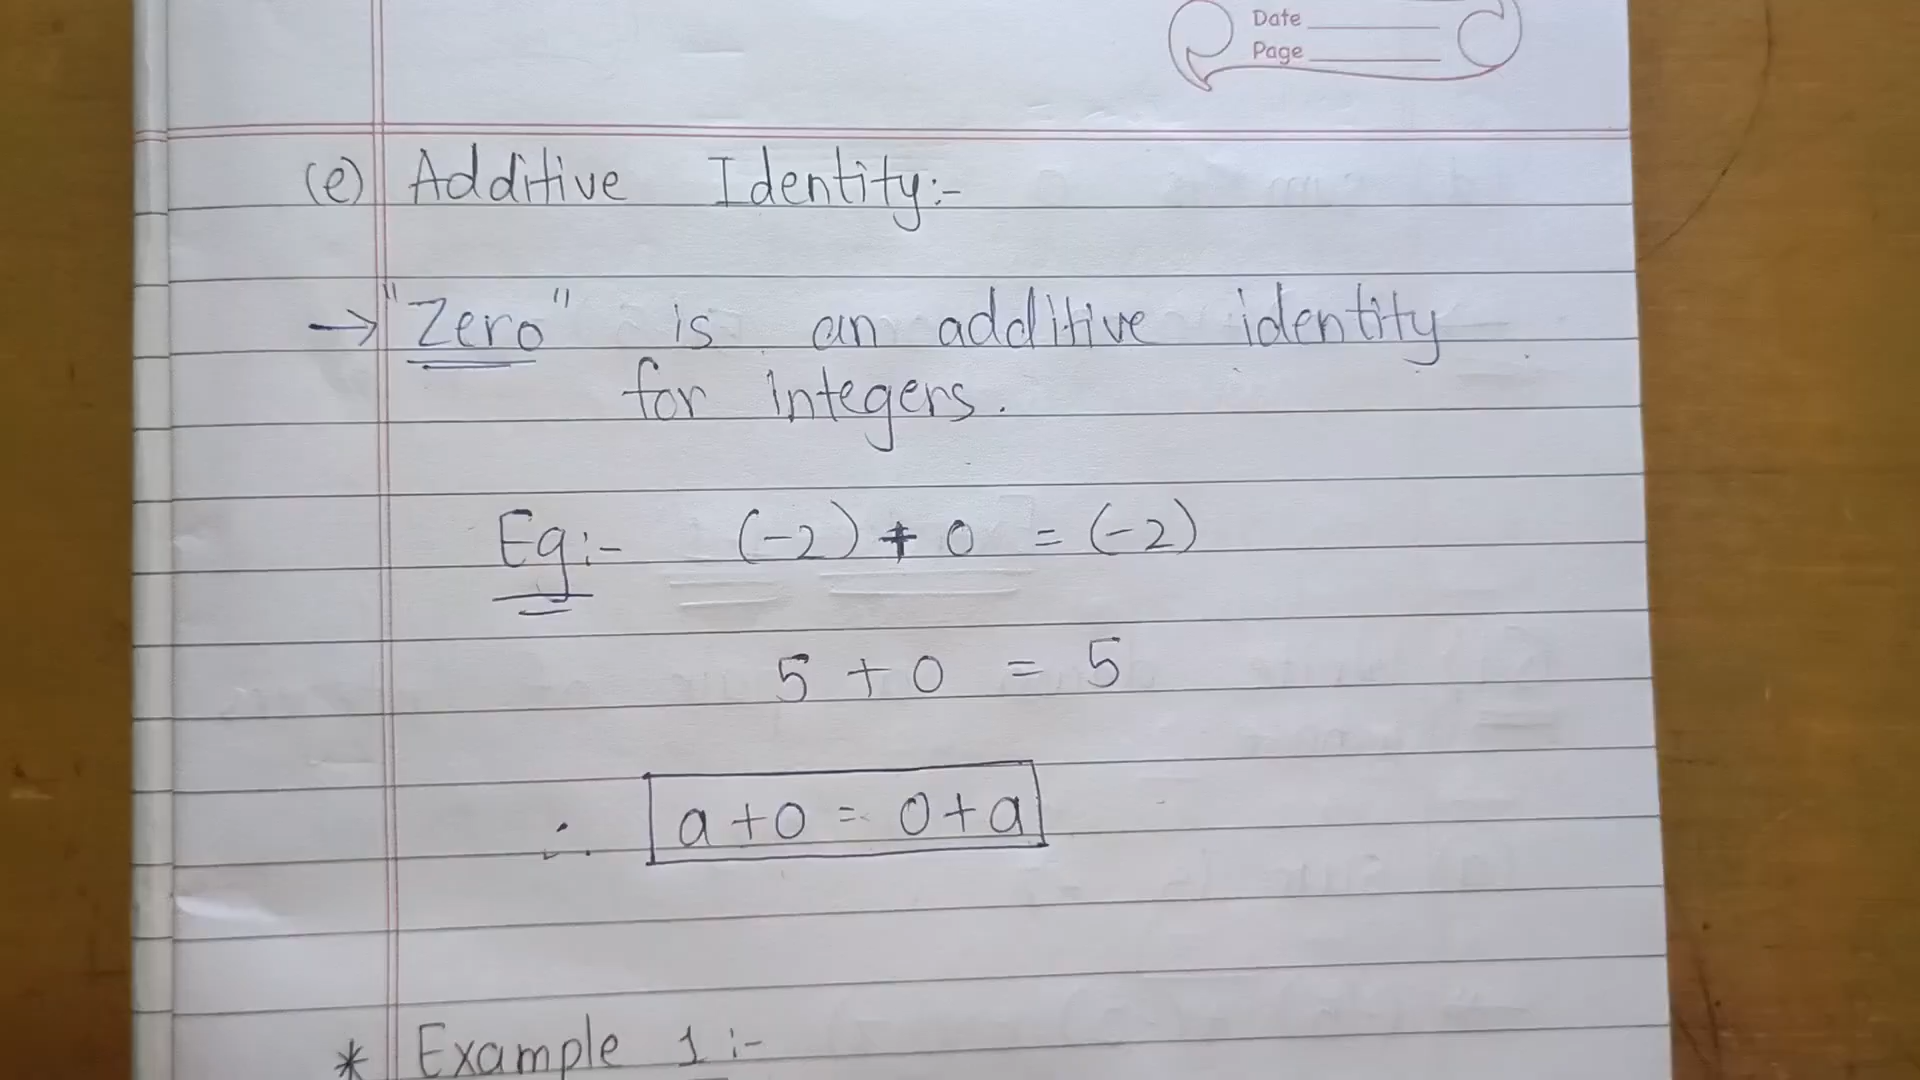 Date
Page
(e) Additive Identity:-
→ "Zero" is an additive identity
for integers.
Eg:- (-2) + 0 = (-2)
5 + 0 = 5
∴ a + 0 = 0 + a
* Example 1:-